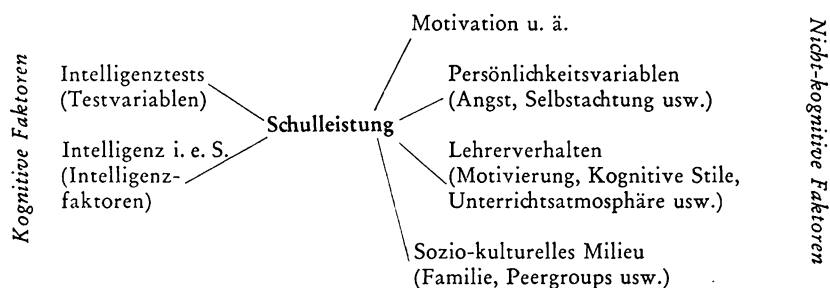 Kognitive Faktoren
Intelligenztests
(Testvariablen)
Intelligenz i. e. S.
(Intelligenz-
faktoren)
Schulleistung
Motivation u. ä.
Persönlichkeitsvariablen
(Angst, Selbstachtung usw.)
Lehrerverhalten
(Motivierung, Kognitive Stile,
Unterrichtsatmosphäre usw.)
Sozio-kulturelles Milieu
(Familie, Peergroups usw.)
Nicht-kognitive Faktoren